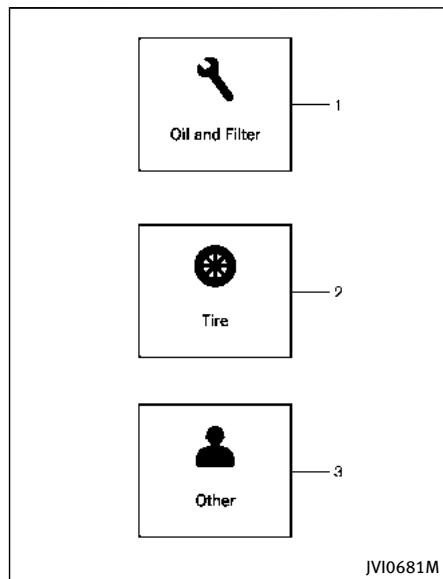 Oil and Filter
1
Tire
2
Other
3
JVI0681M